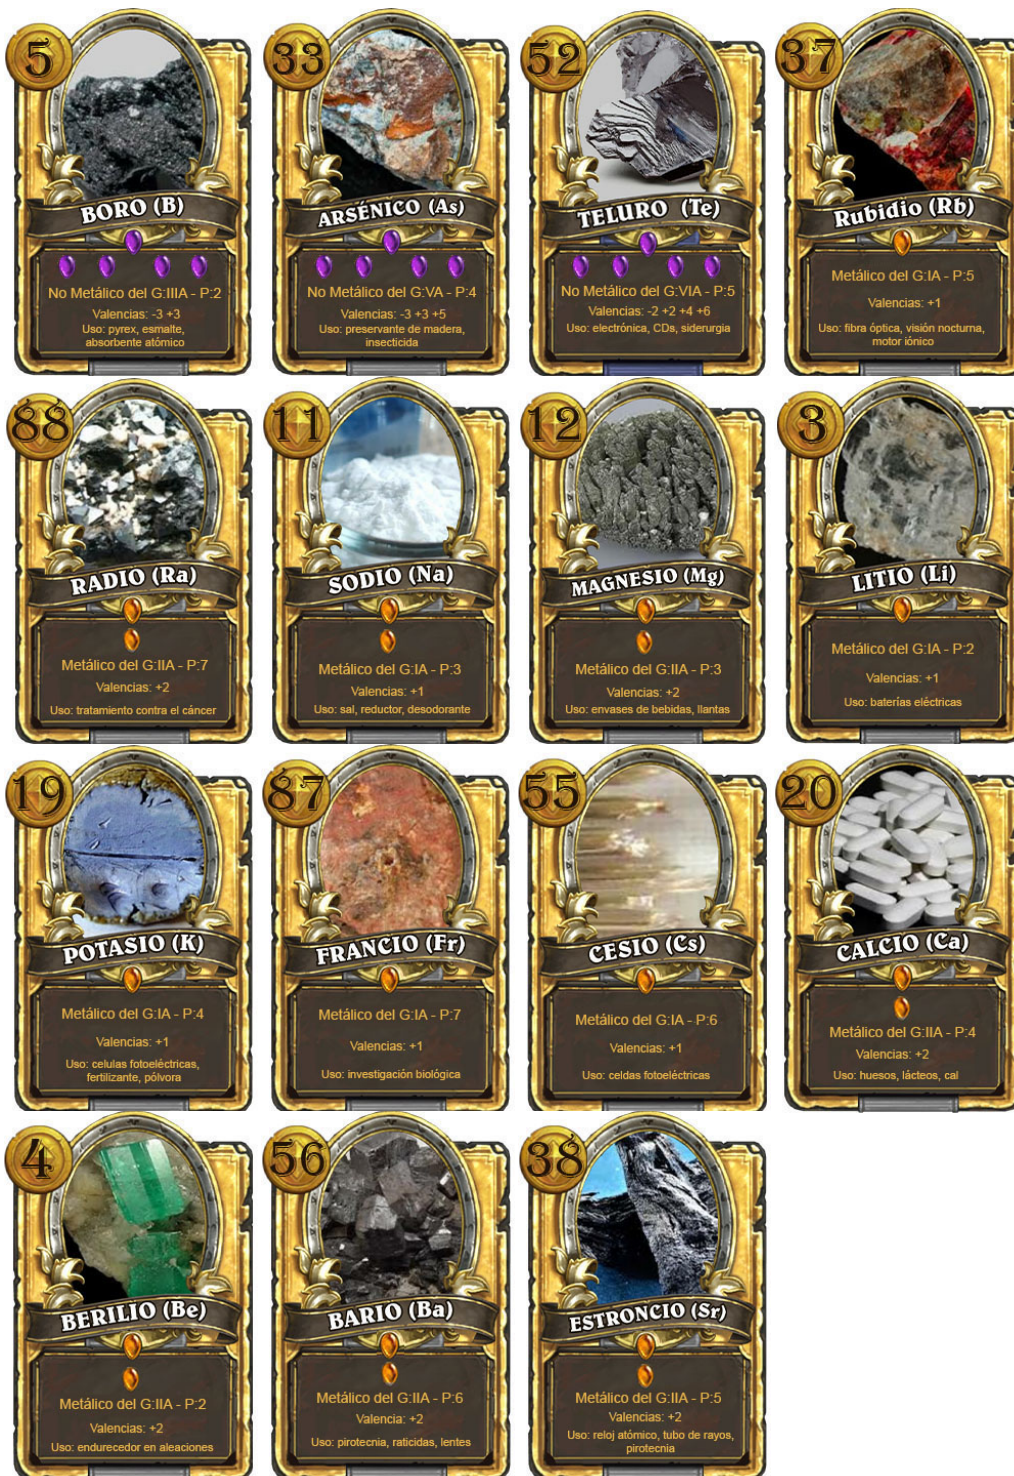 5
BORO (B)
No Metálico del G:IIIA - P:2
Valencias: -3 +3
Uso: pyrex, esmalte,
absorbente atómico
33
ARSÉNICO (As)
No Metálico del G:VA - P:4
Valencias: -3 +3 +5
Uso: preservante de madera,
insecticida
52
TELURO (Te)
No Metálico del G:VIA - P:5
Valencias: -2 +2 +4 +6
Uso: electrónica, CDs, siderurgia
37
Rubidio (Rb)
Metálico del G:IA - P:5
Valencias: +1
Uso: fibra óptica, visión nocturna,
motor iónico
88
RADIO (Ra)
Metálico del G:IIA - P:7
Valencias: +2
Uso: tratamiento contra el cáncer
11
SODIO (Na)
Metálico del G:IA - P:3
Valencias: +1
Uso: sal, reductor, desodorante
12
MAGNESIO (Mg)
Metálico del G:IIA - P:3
Valencias: +2
Uso: envases de bebidas, llantas
3
LITIO (Li)
Metálico del G:IA - P:2
Valencias: +1
Uso: baterías eléctricas
19
POTASIO (K)
Metálico del G:IA - P:4
Valencias: +1
Uso: celulas fotoeléctricas,
fertilizante, pólvora
87
FRANCIO (Fr)
Metálico del G:IA - P:7
Valencias: +1
Uso: investigación biológica
55
CESIO (Cs)
Metálico del G:IA - P:6
Valencias: +1
Uso: celdas fotoeléctricas
20
CALCIO (Ca)
Metálico del G:IIA - P:4
Valencias: +2
Uso: huesos, lácteos, cal
4
BERILIO (Be)
Metálico del G:IIA - P:2
Valencias: +2
Uso: endurecedor en aleaciones
56
BARIO (Ba)
Metálico del G:IIA - P:6
Valencia: +2
Uso: pirotecnia, raticidas, lentes
38
ESTRONCIO (Sr)
Metálico del G:IIA - P:5
Valencias: +2
Uso: reloj atómico, tubo de rayos,
pirotecnia